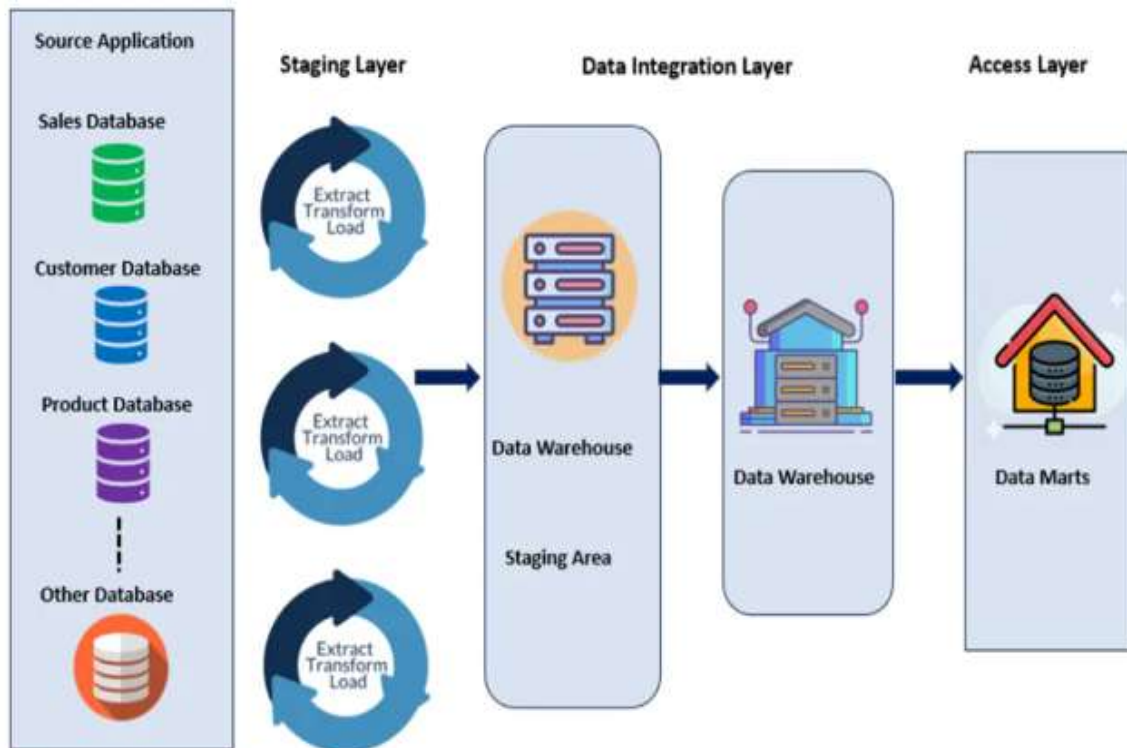 Source Application
Sales Database
Customer Database
Product Database
Other Database
Staging Layer
Extract
Transform
Load
Extract
Transform
Load
Extract
Transform
Load
Data Integration Layer
Data Warehouse
Staging Area
Data Warehouse
Access Layer
Data Marts